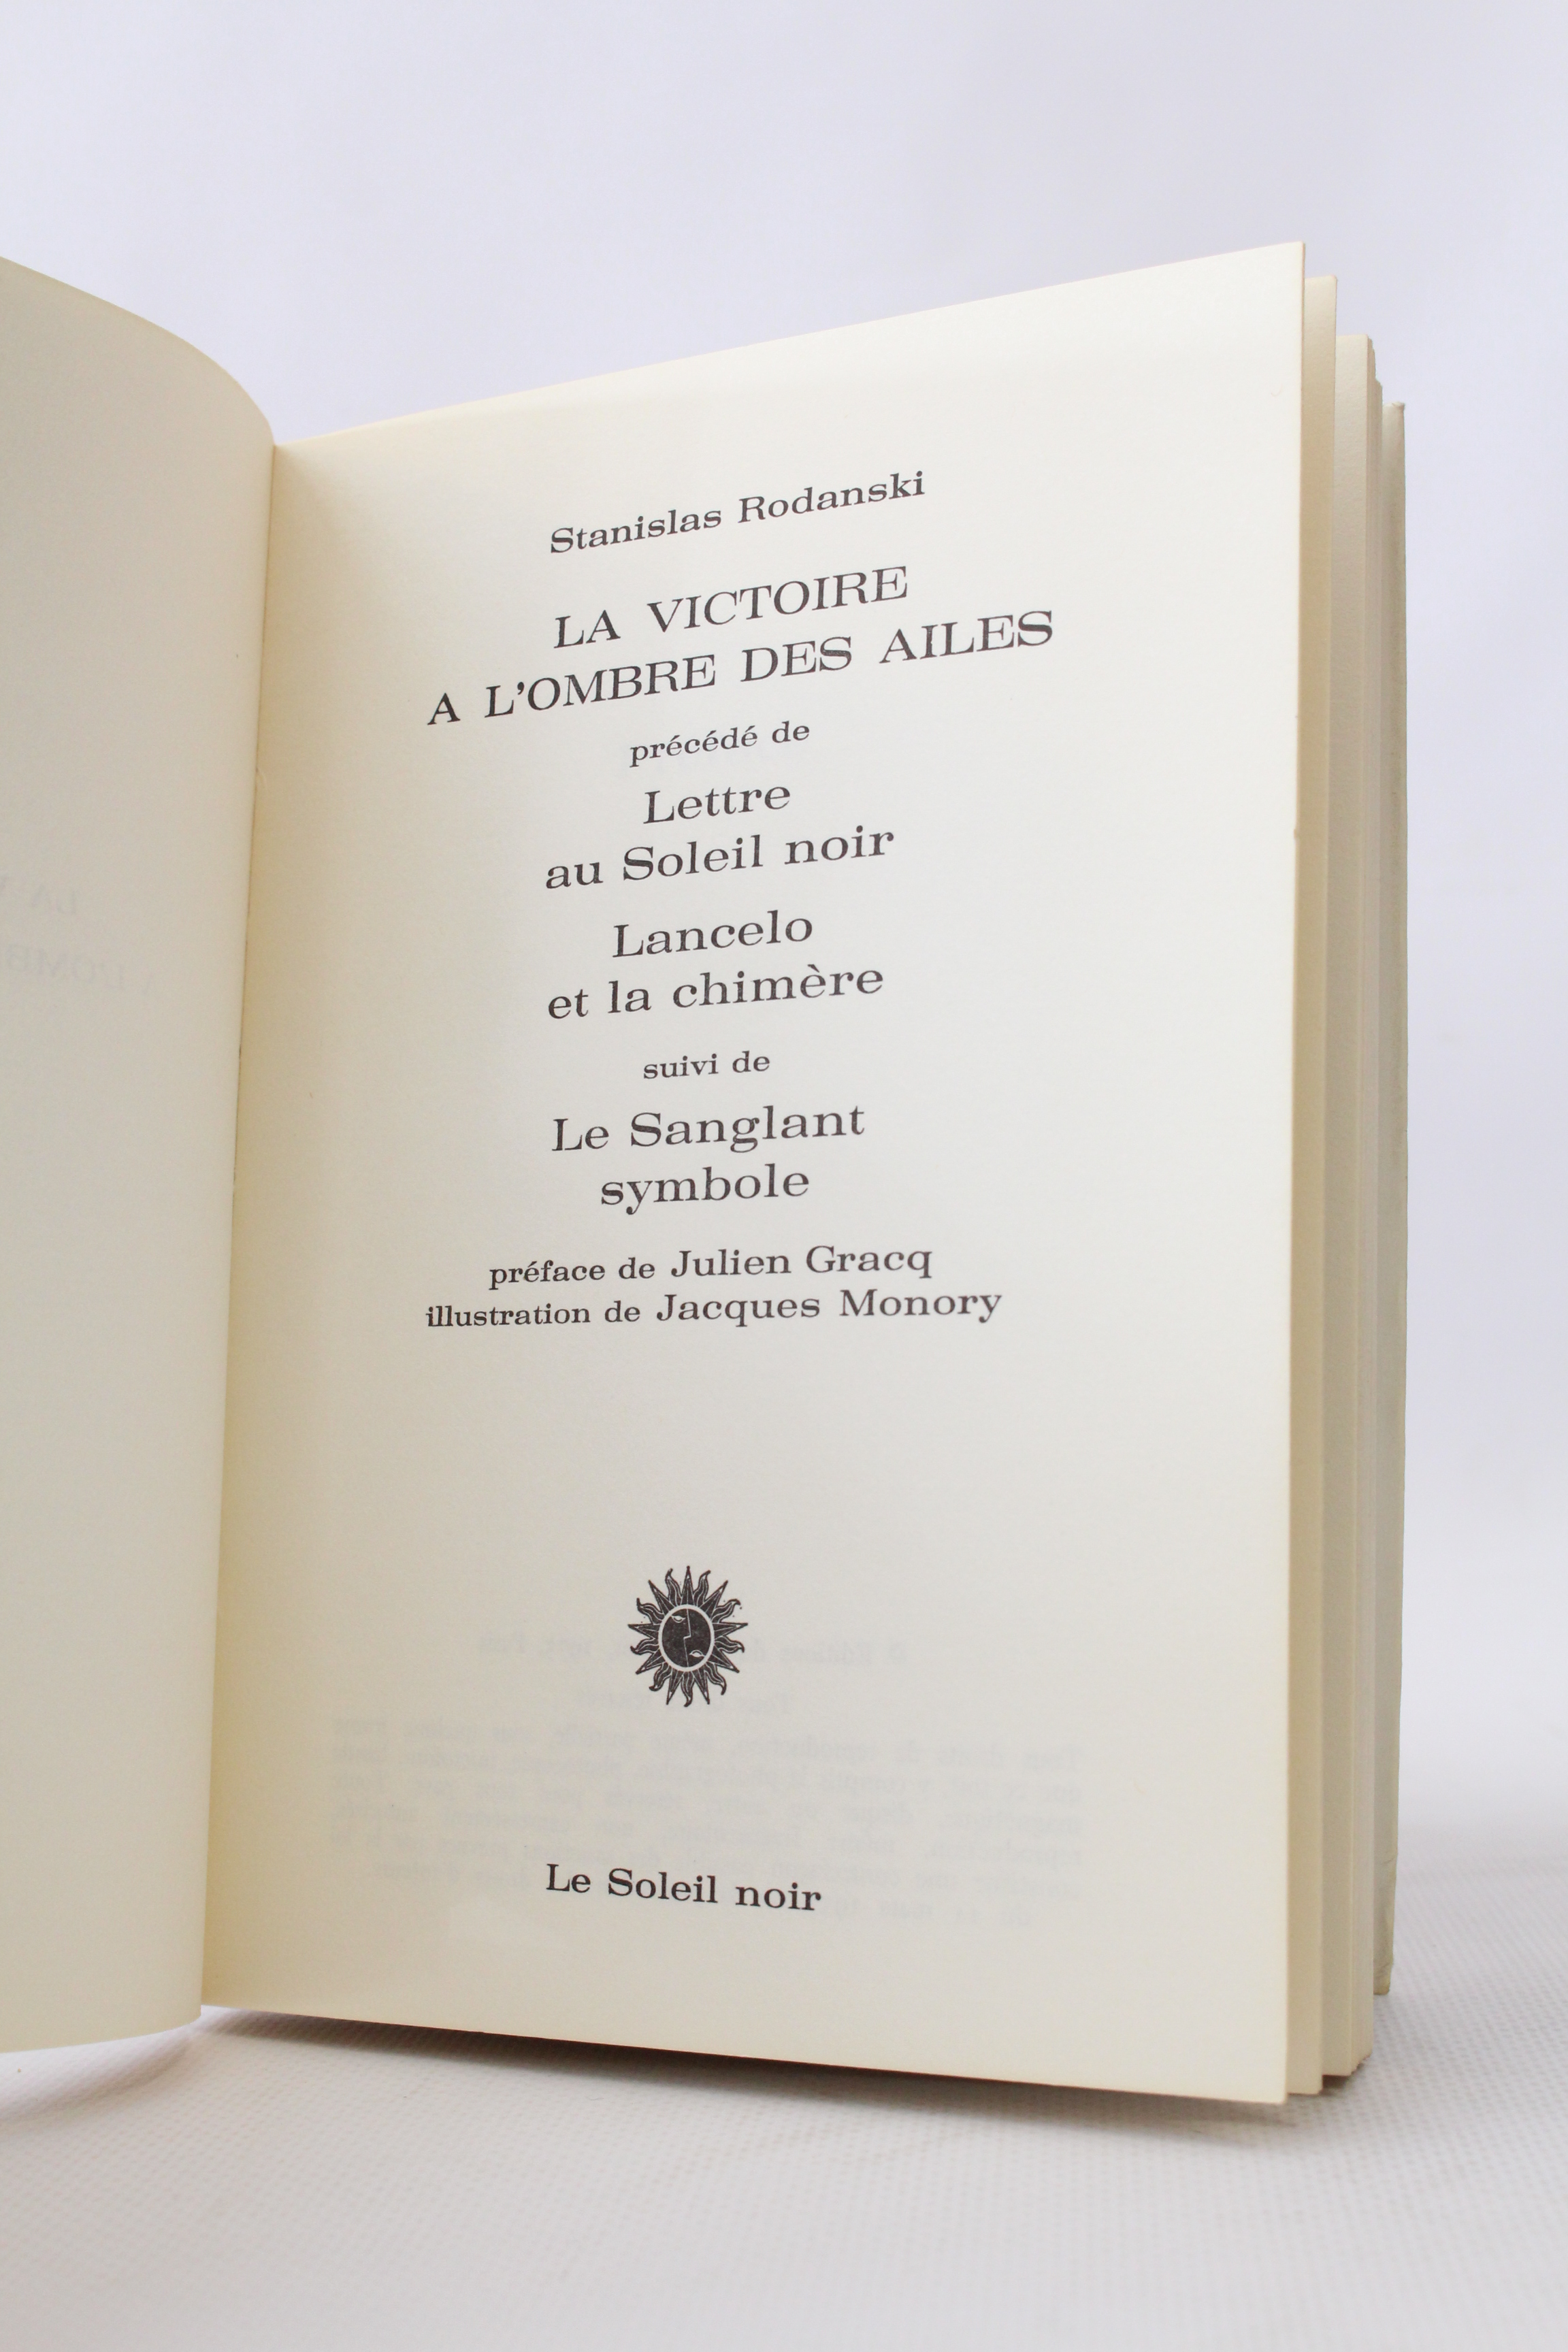 Stanislas Rodanski
LA VICTOIRE
A L'OMBRE DES AILES
précédé de
Lettre
au Soleil noir
Lancelo
et la chimère
suivi de
Le Sanglant
symbole
préface de Julien Gracq
illustration de Jacques Monory
Le Soleil noir